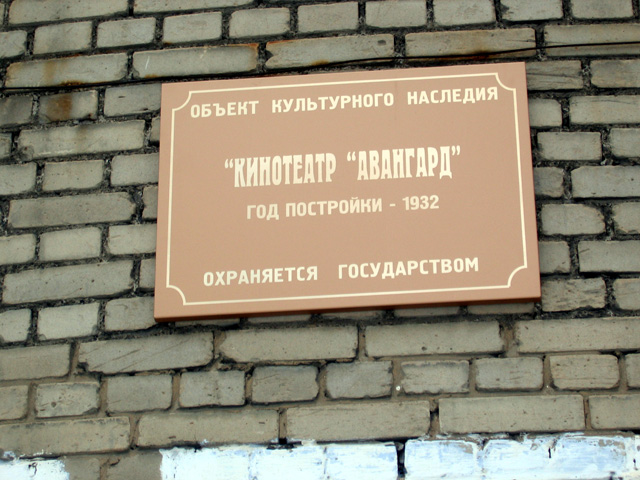 ОБЪЕКТ КУЛЬТУРНОГО НАСЛЕДИЯ
"КИНОТЕАТР "АВАНГАРД"
ГОД ПОСТРОЙКИ - 1932
ОХРАНЯЕТСЯ ГОСУДАРСТВОМ